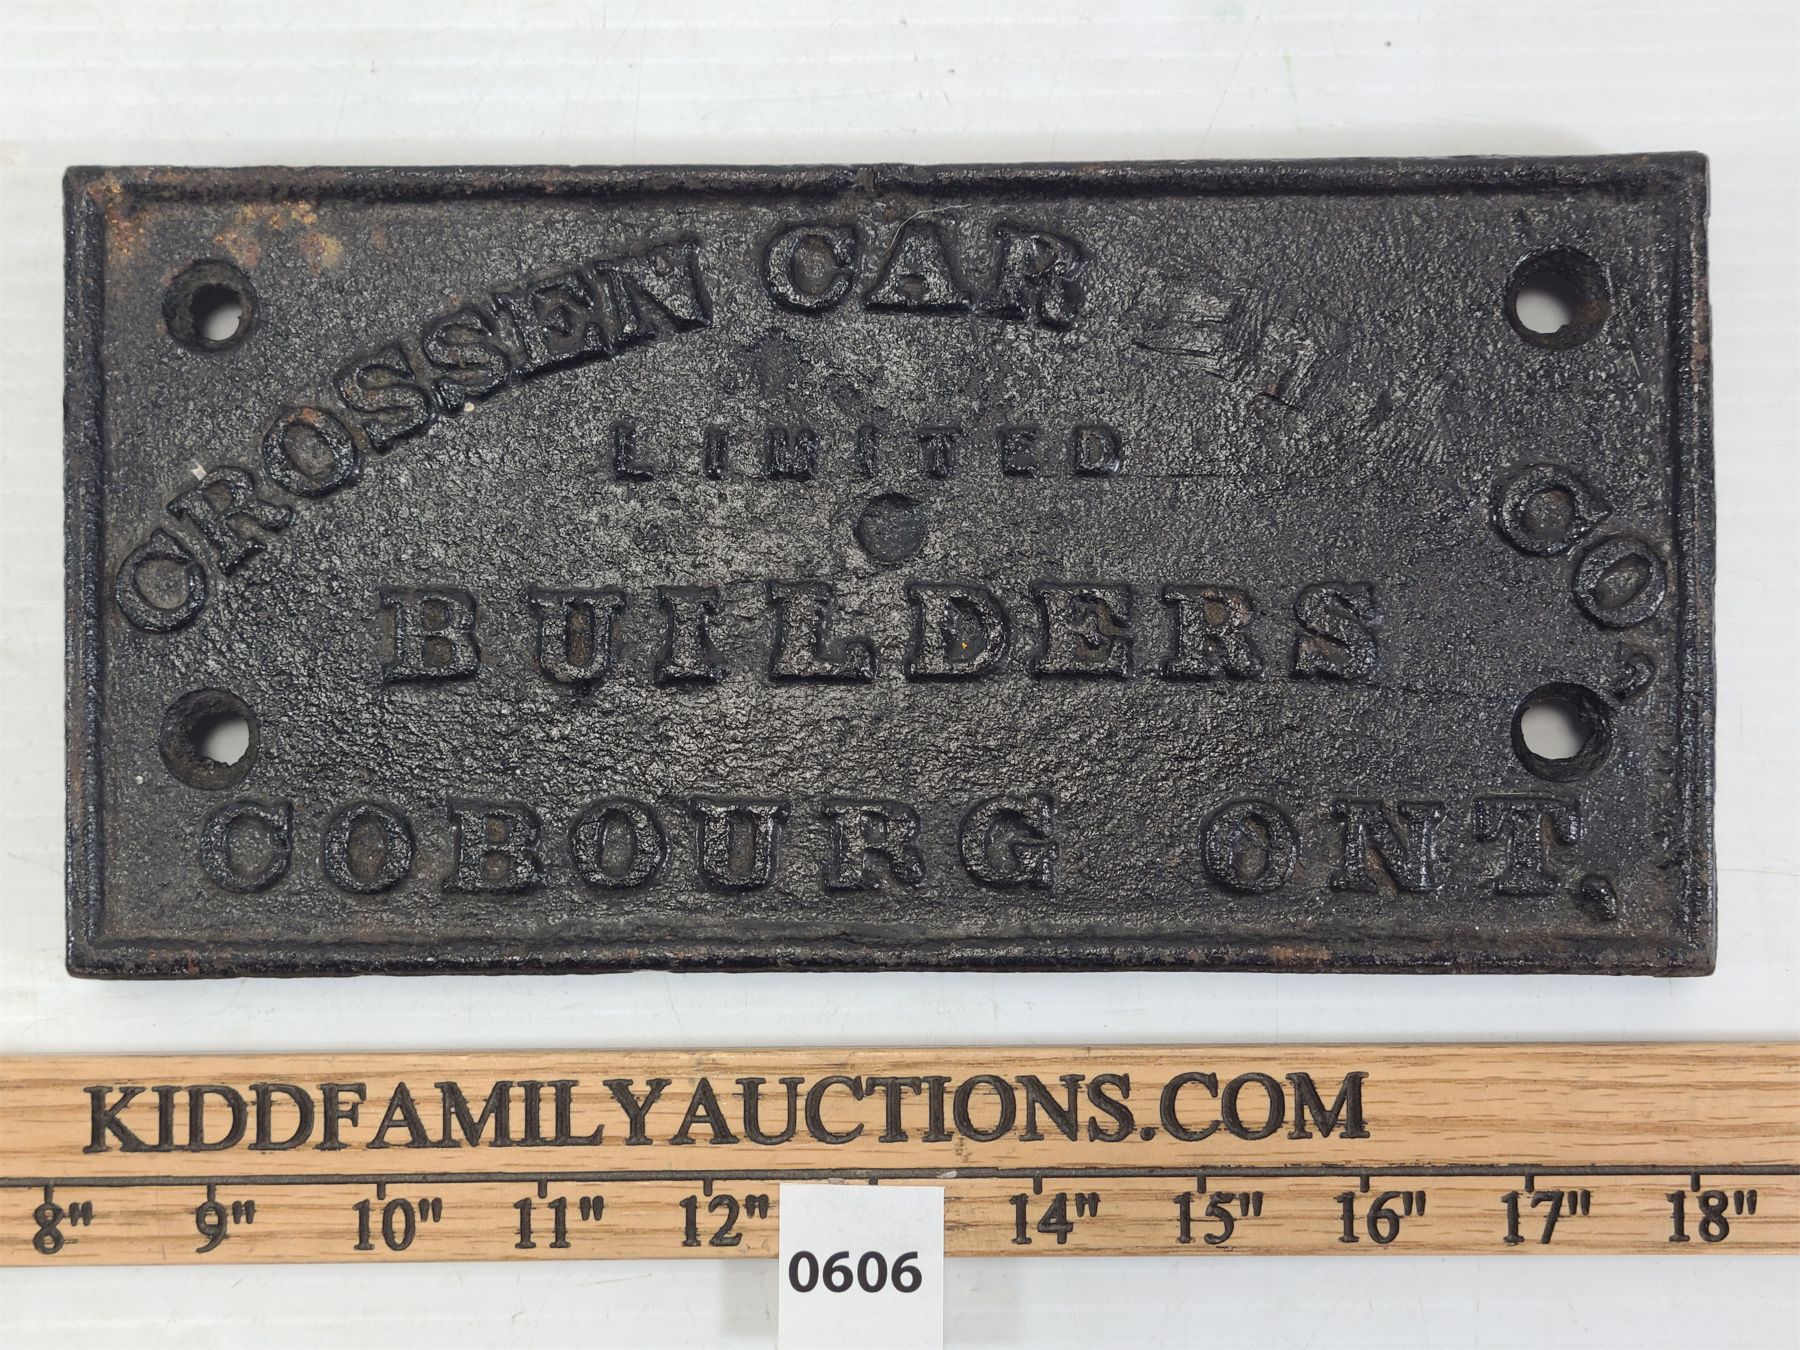 CROSSEN CAR CO.,
LIMITED
BUILDERS
COBOURG ONT,
KIDDFAMILYAUCTIONS.COM
8" 9" 10" 11" 12" 14" 15" 16" 17" 18"
0606